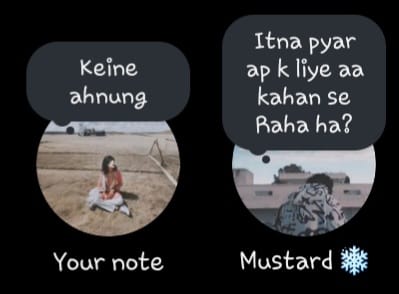 Keine
ahnung
Your note
Itna pyar
ap k liye aa
kahan se
Raha ha?
Mustard ❄️